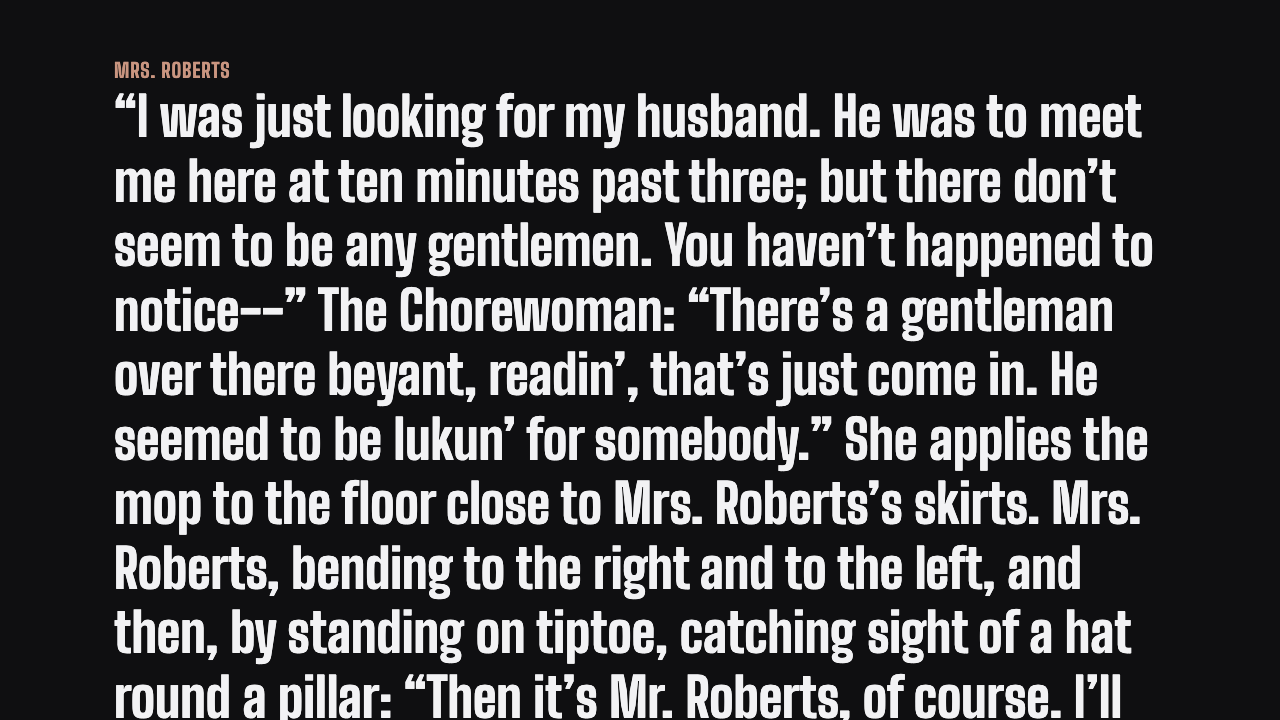 MRS. ROBERTS
“I was just looking for my husband. He was to meet
me here at ten minutes past three; but there don’t
seem to be any gentlemen. You haven’t happened to
notice––” The Chorewoman: “There’s a gentleman
over there beyant, readin’, that’s just come in. He
seemed to be lukun’ for somebody.” She applies the
mop to the floor close to Mrs. Roberts’s skirts. Mrs.
Roberts, bending to the right and to the left, and
then, by standing on tiptoe, catching sight of a hat
round a pillar: “Then it’s Mr. Roberts, of course. I’ll